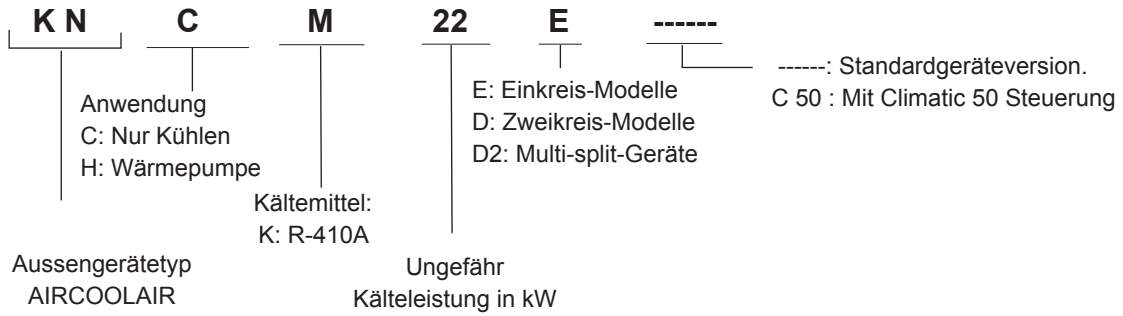 K N C M 22 E ------
Anwendung
C: Nur Kühlen
H: Wärmepumpe
Kältemittel:
K: R-410A
E: Einkreis-Modelle
D: Zweikreis-Modelle
D2: Multi-split-Geräte
------: Standardgeräteversion.
C 50 : Mit Climatic 50 Steuerung
Aussengerätetyp
AIRCOOLAIR
Ungefähr
Kälteleistung in kW